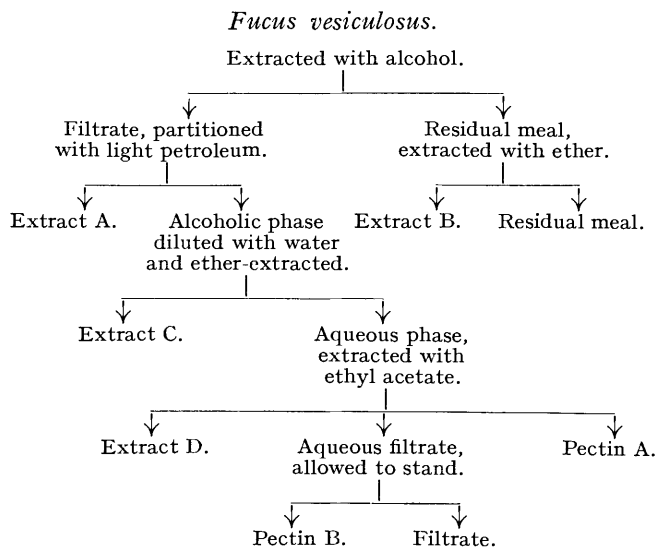 Fucus vesiculosus.
Extracted with alcohol.
Filtrate, partitioned
with light petroleum.
Residual meal,
extracted with ether.
Extract A.
Alcoholic phase
diluted with water
and ether-extracted.
Extract B.
Residual meal.
Extract C.
Aqueous phase,
extracted with
ethyl acetate.
Extract D.
Aqueous filtrate,
allowed to stand.
Pectin A.
Pectin B.
Filtrate.